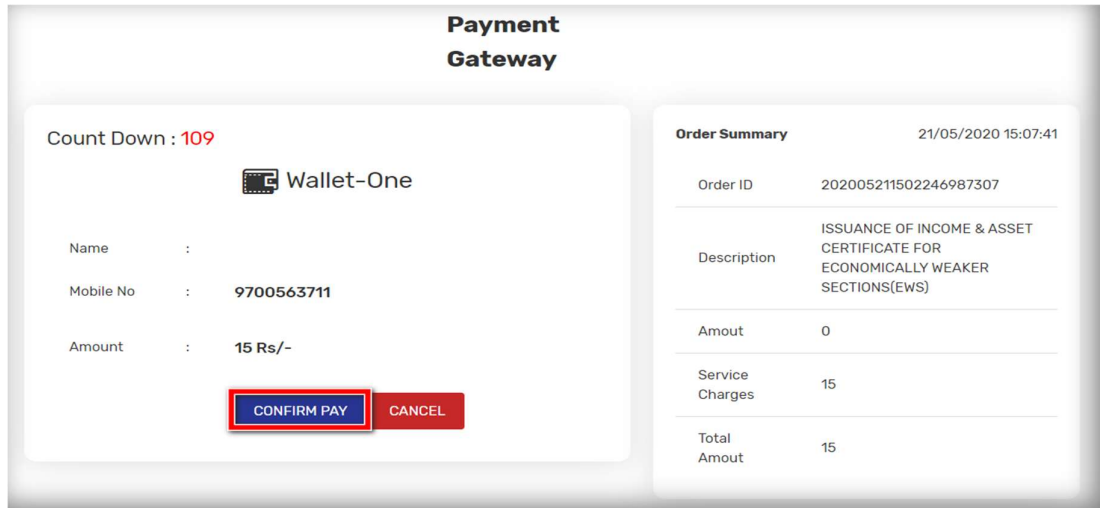 Payment
Gateway
Count Down : 109
Wallet-One
Name :
Mobile No : 9700563711
Amount : 15 Rs/-
CONFIRM PAY CANCEL
Order Summary 21/05/2020 15:07:41
Order ID 202005211502246987307
Description ISSUANCE OF INCOME & ASSET
CERTIFICATE FOR
ECONOMICALLY WEAKER
SECTIONS(EWS)
Amout 0
Service
Charges 15
Total
Amout 15